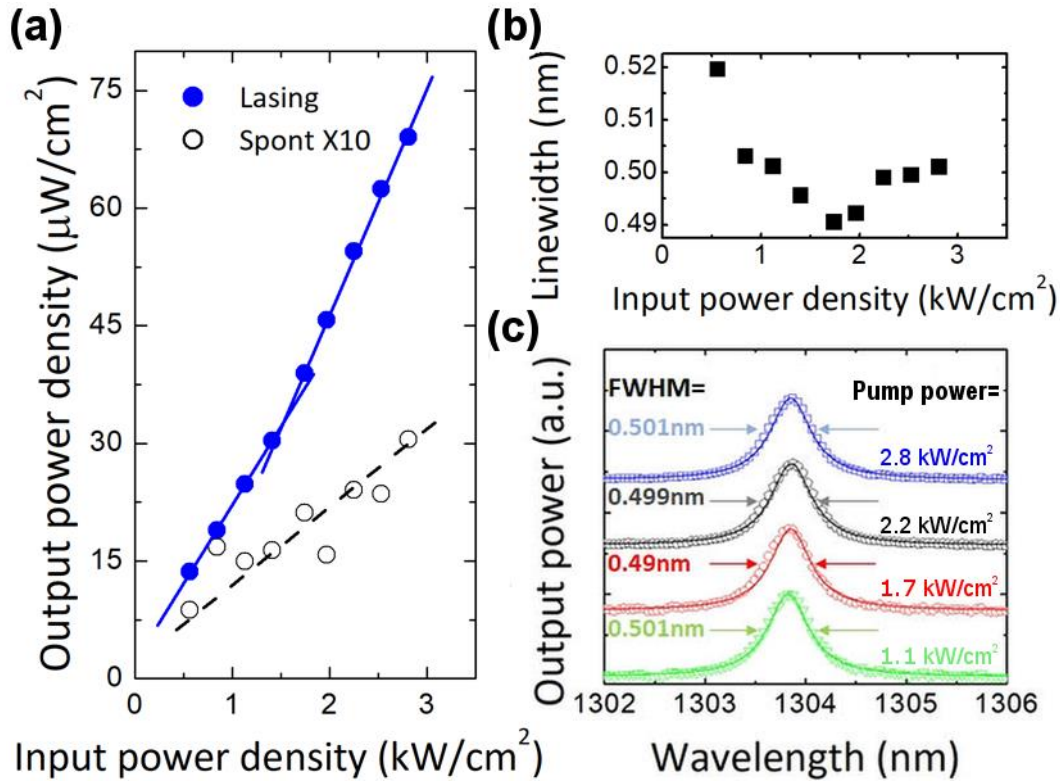 (a)
Output power density (μW/cm²)
75
60
45
30
15
0
Lasing
Spont X10
0 1 2 3
Input power density (kW/cm²)
(b)
Linewidth (nm)
0.52
0.51
0.50
0.49
0 1 2 3
Input power density (kW/cm²)
(c)
Output power (a.u.)
FWHM= Pump power=
0.501nm
2.8 kW/cm²
0.499nm
2.2 kW/cm²
0.49nm
1.7 kW/cm²
0.501nm
1.1 kW/cm²
1302 1303 1304 1305 1306
Wavelength (nm)